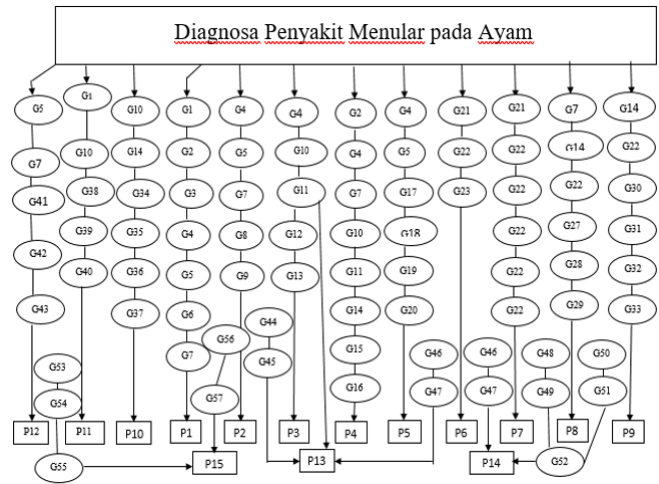 Diagnosa Penyakit Menular pada Ayam
G5 G1 G10 G1 G4 G4 G2 G4 G21 G21 G7 G14
G7 G10 G14 G2 G5 G10 G4 G5 G22 G22 G14 G22
G41 G38 G34 G3 G7 G11 G7 G17 G23 G22 G22 G30
G42 G39 G35 G4 G8 G12 G10 G18 G22 G27 G31
G43 G40 G36 G5 G9 G13 G11 G19 G22 G28 G32
G37 G6 G14 G20 G22 G29 G33
G53 G7 G56 G44 G15 G46 G46 G48 G50
G54 G57 G45 G16 G47 G47 G49 G51
P12 P11 P10 P1 P2 P3 P4 P5 P6 P7 P8 P9
G55 P15 P13 P14 G52